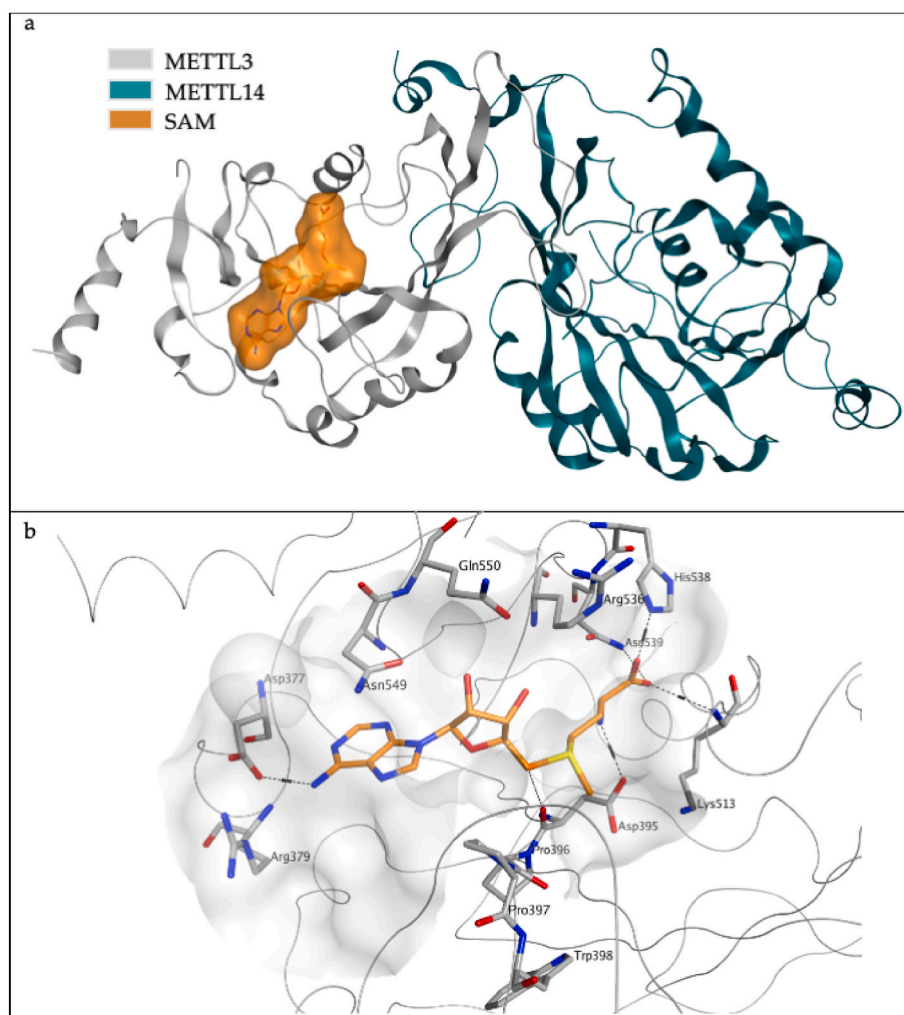 a
METTL3
METTL14
SAM
b
Gln550
His538
Arg536
Asn539
Asp377
Asn549
Lys513
Asp395
Pro396
Arg379
Pro397
Trp398